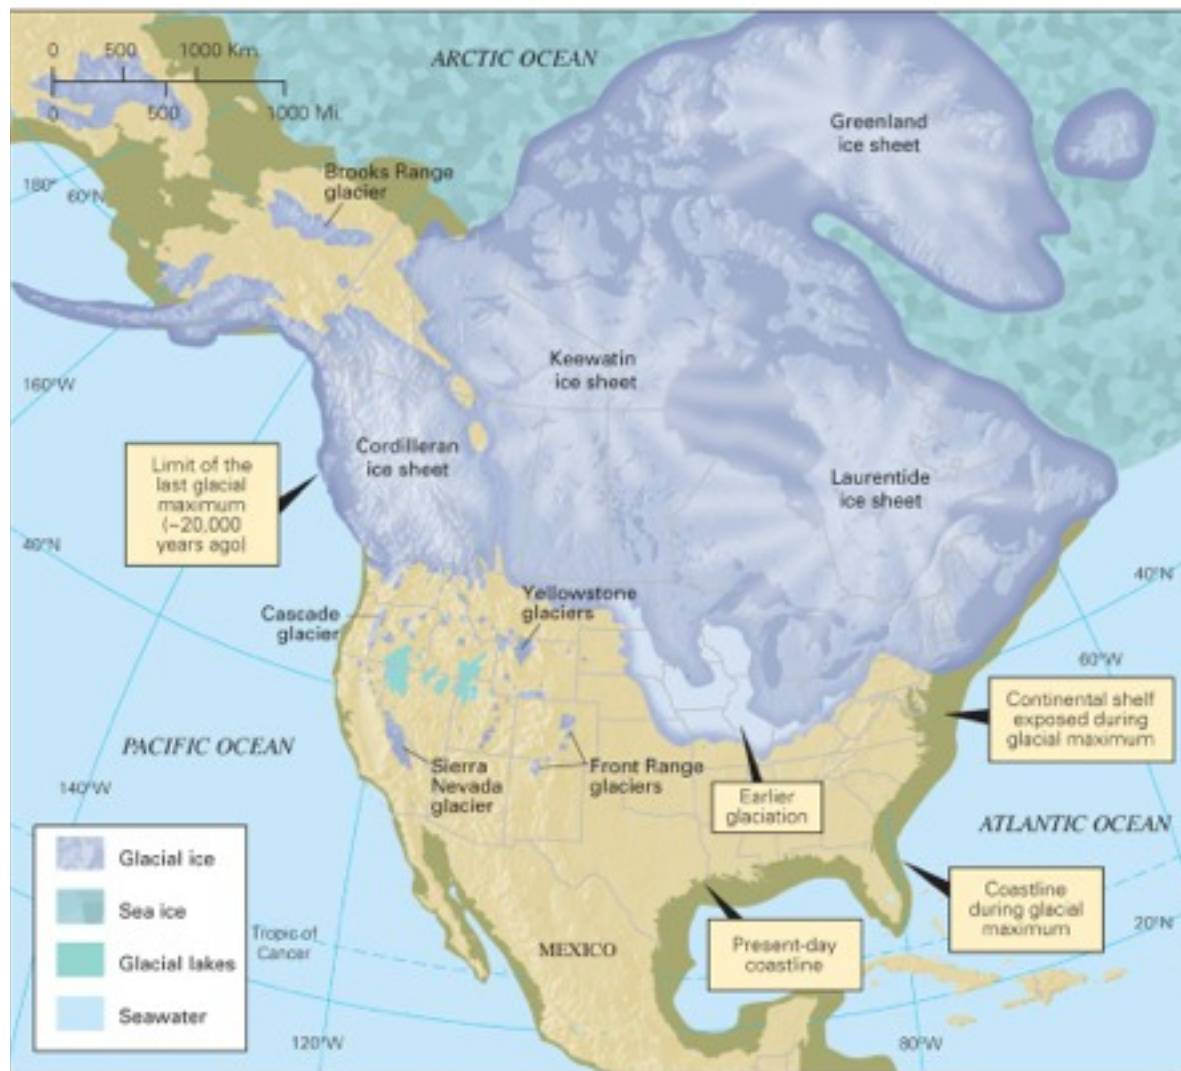 0 500 1000 Km.
0 500 1000 Mi.
ARCTIC OCEAN
Greenland
ice sheet
Brooks Range
glacier
180°
60°N
Keewatin
ice sheet
160°W
Cordilleran
ice sheet
Limit of the
last glacial
maximum
(~20,000
years ago)
Laurentide
ice sheet
40°N
40°N
Yellowstone
glaciers
Cascade
glacier
60°W
Continental shelf
exposed during
glacial maximum
PACIFIC OCEAN
Sierra
Nevada
glacier
Front Range
glaciers
140°W
Earlier
glaciation
ATLANTIC OCEAN
Glacial ice
Sea ice
Glacial lakes
Seawater
Coastline
during glacial
maximum
20°N
Tropic of
Cancer
MEXICO
Present-day
coastline
120°W
80°W